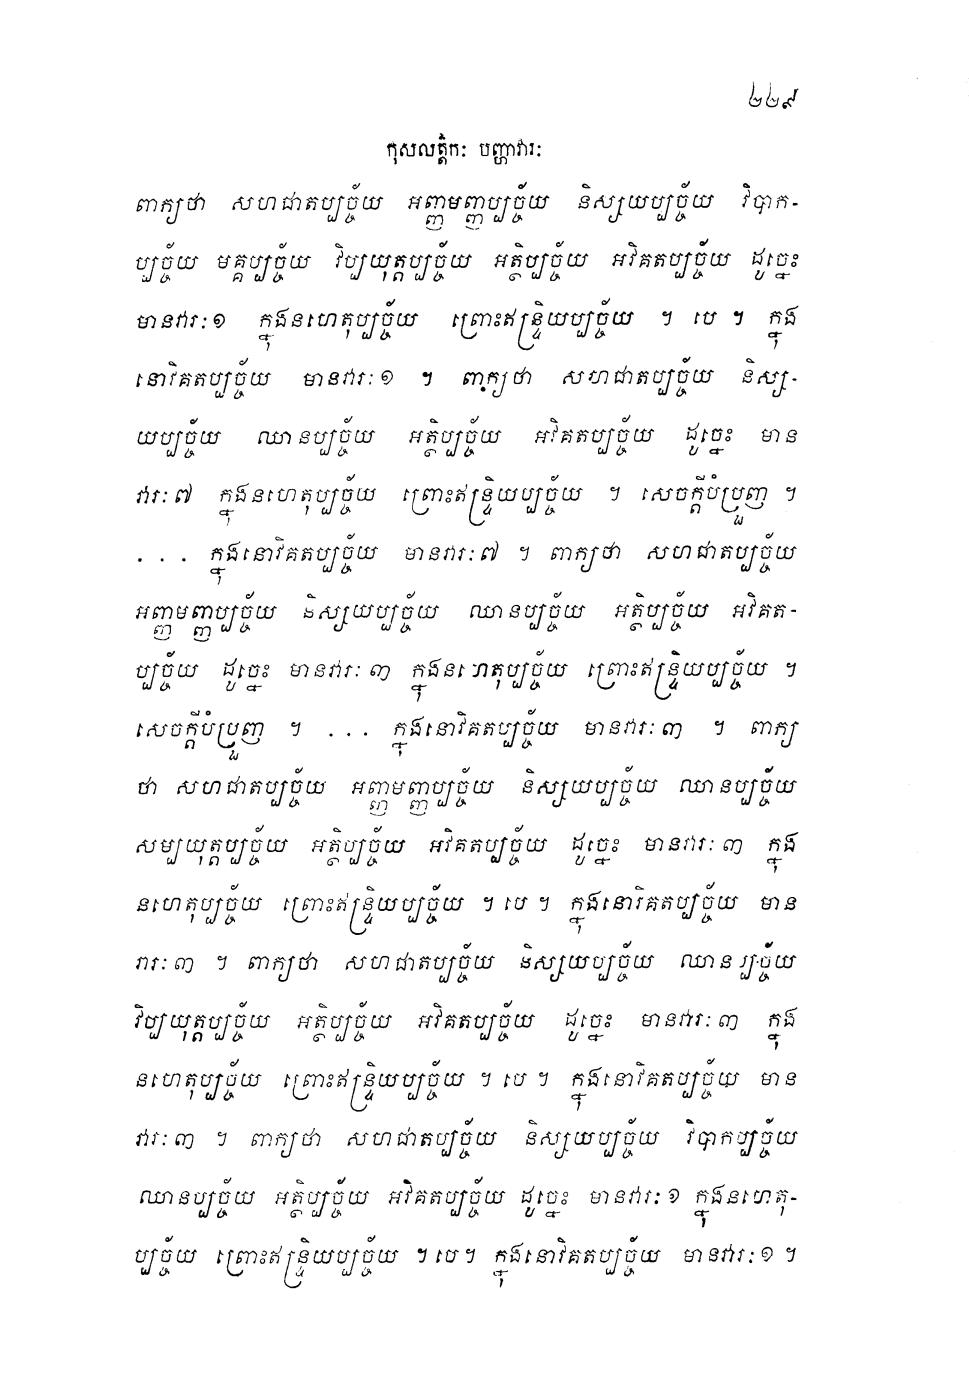 ២២៩
កុសលត្តិកៈ បញ្ហាវារៈ
ពាក្យថា សហជាតប្បច្ច័យ អញ្ញមញ្ញប្បច្ច័យ និស្សយប្បច្ច័យ វិបាក-
ប្បច្ច័យ មគ្គប្បច្ច័យ វិប្បយុត្តប្បច្ច័យ អត្ថិប្បច្ច័យ អវិគតប្បច្ច័យ ដូច្នេះ
មានវារៈ១ ក្នុងនហេតុប្បច្ច័យ ព្រោះឥន្ទ្រិយប្បច្ច័យ ។ បេ ។ ក្នុង
នោវិគតប្បច្ច័យ មានវារៈ១ ។ ពាក្យថា សហជាតប្បច្ច័យ និស្ស-
យប្បច្ច័យ ឈានប្បច្ច័យ អត្ថិប្បច្ច័យ អវិគតប្បច្ច័យ ដូច្នេះ មាន
វារៈ៧ ក្នុងនហេតុប្បច្ច័យ ព្រោះឥន្ទ្រិយប្បច្ច័យ ។ សេចក្តីបំប្រួញ ។
. . . ក្នុងនោវិគតប្បច្ច័យ មានវារៈ៧ ។ ពាក្យថា សហជាតប្បច្ច័យ
អញ្ញមញ្ញប្បច្ច័យ និស្សយប្បច្ច័យ ឈានប្បច្ច័យ អត្ថិប្បច្ច័យ អវិគត-
ប្បច្ច័យ ដូច្នេះ មានវារៈ៣ ក្នុងនហេតុប្បច្ច័យ ព្រោះឥន្ទ្រិយប្បច្ច័យ ។
សេចក្តីបំប្រួញ ។ . . . ក្នុងនោវិគតប្បច្ច័យ មានវារៈ៣ ។ ពាក្យ
ថា សហជាតប្បច្ច័យ អញ្ញមញ្ញប្បច្ច័យ និស្សយប្បច្ច័យ ឈានប្បច្ច័យ
សម្បយុត្តប្បច្ច័យ អត្ថិប្បច្ច័យ អវិគតប្បច្ច័យ ដូច្នេះ មានវារៈ៣ ក្នុង
នហេតុប្បច្ច័យ ព្រោះឥន្ទ្រិយប្បច្ច័យ ។ បេ ។ ក្នុងនោវិគតប្បច្ច័យ មាន
វារៈ៣ ។ ពាក្យថា សហជាតប្បច្ច័យ និស្សយប្បច្ច័យ ឈានប្បច្ច័យ
វិប្បយុត្តប្បច្ច័យ អត្ថិប្បច្ច័យ អវិគតប្បច្ច័យ ដូច្នេះ មានវារៈ៣ ក្នុង
នហេតុប្បច្ច័យ ព្រោះឥន្ទ្រិយប្បច្ច័យ ។ បេ ។ ក្នុងនោវិគតប្បច្ច័យ មាន
វារៈ៣ ។ ពាក្យថា សហជាតប្បច្ច័យ និស្សយប្បច្ច័យ វិបាកប្បច្ច័យ
ឈានប្បច្ច័យ អត្ថិប្បច្ច័យ អវិគតប្បច្ច័យ ដូច្នេះ មានវារៈ១ ក្នុងនហេតុ-
ប្បច្ច័យ ព្រោះឥន្ទ្រិយប្បច្ច័យ ។ បេ ។ ក្នុងនោវិគតប្បច្ច័យ មានវារៈ១ ។